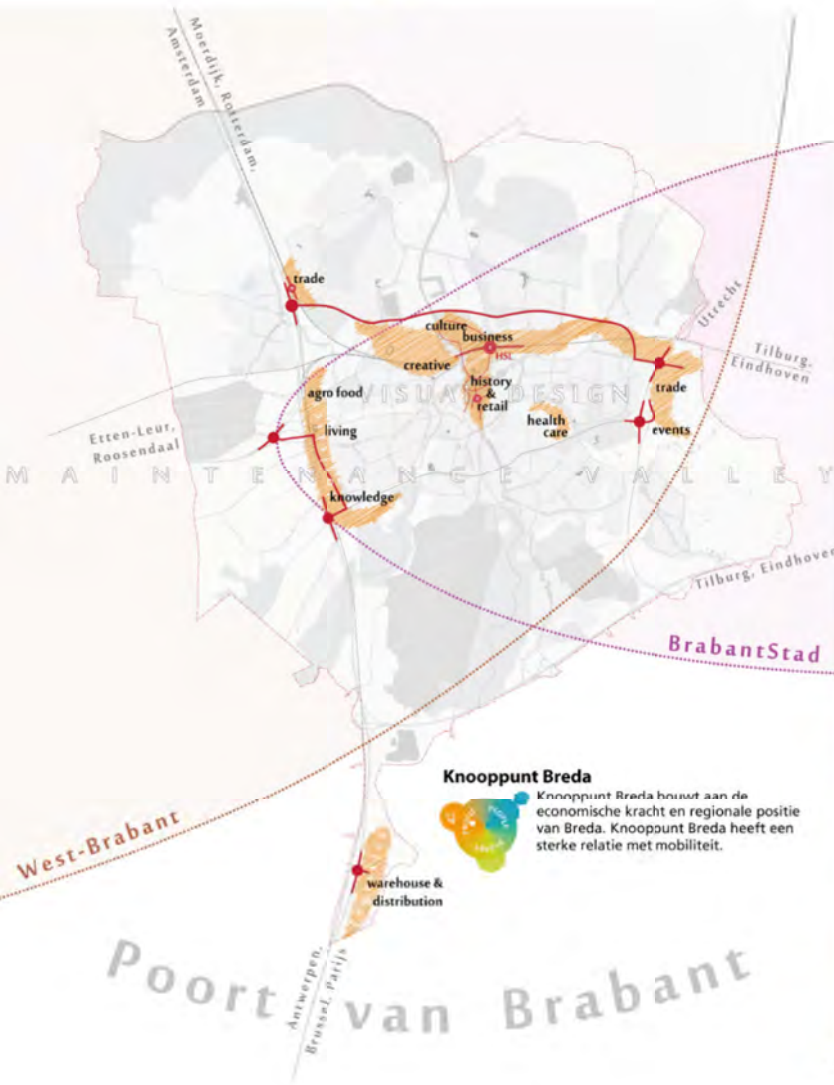 Moerdijk, Rotterdam,
Amsterdam
trade
culture
business
HSL
creative
Utrecht
Tilburg,
Eindhoven
history
&
retail
trade
agro food
VISUAL DESIGN
health
care
events
living
Etten-Leur,
Roosendaal
MAINTENANCE VALLEY
knowledge
Tilburg, Eindhoven
BrabantStad
Knooppunt Breda
Knooppunt Breda bouwt aan de
economische kracht en regionale positie
van Breda. Knooppunt Breda heeft een
sterke relatie met mobiliteit.
West-Brabant
warehouse &
distribution
Antwerpen,
Brussel, Parijs
Poort van Brabant